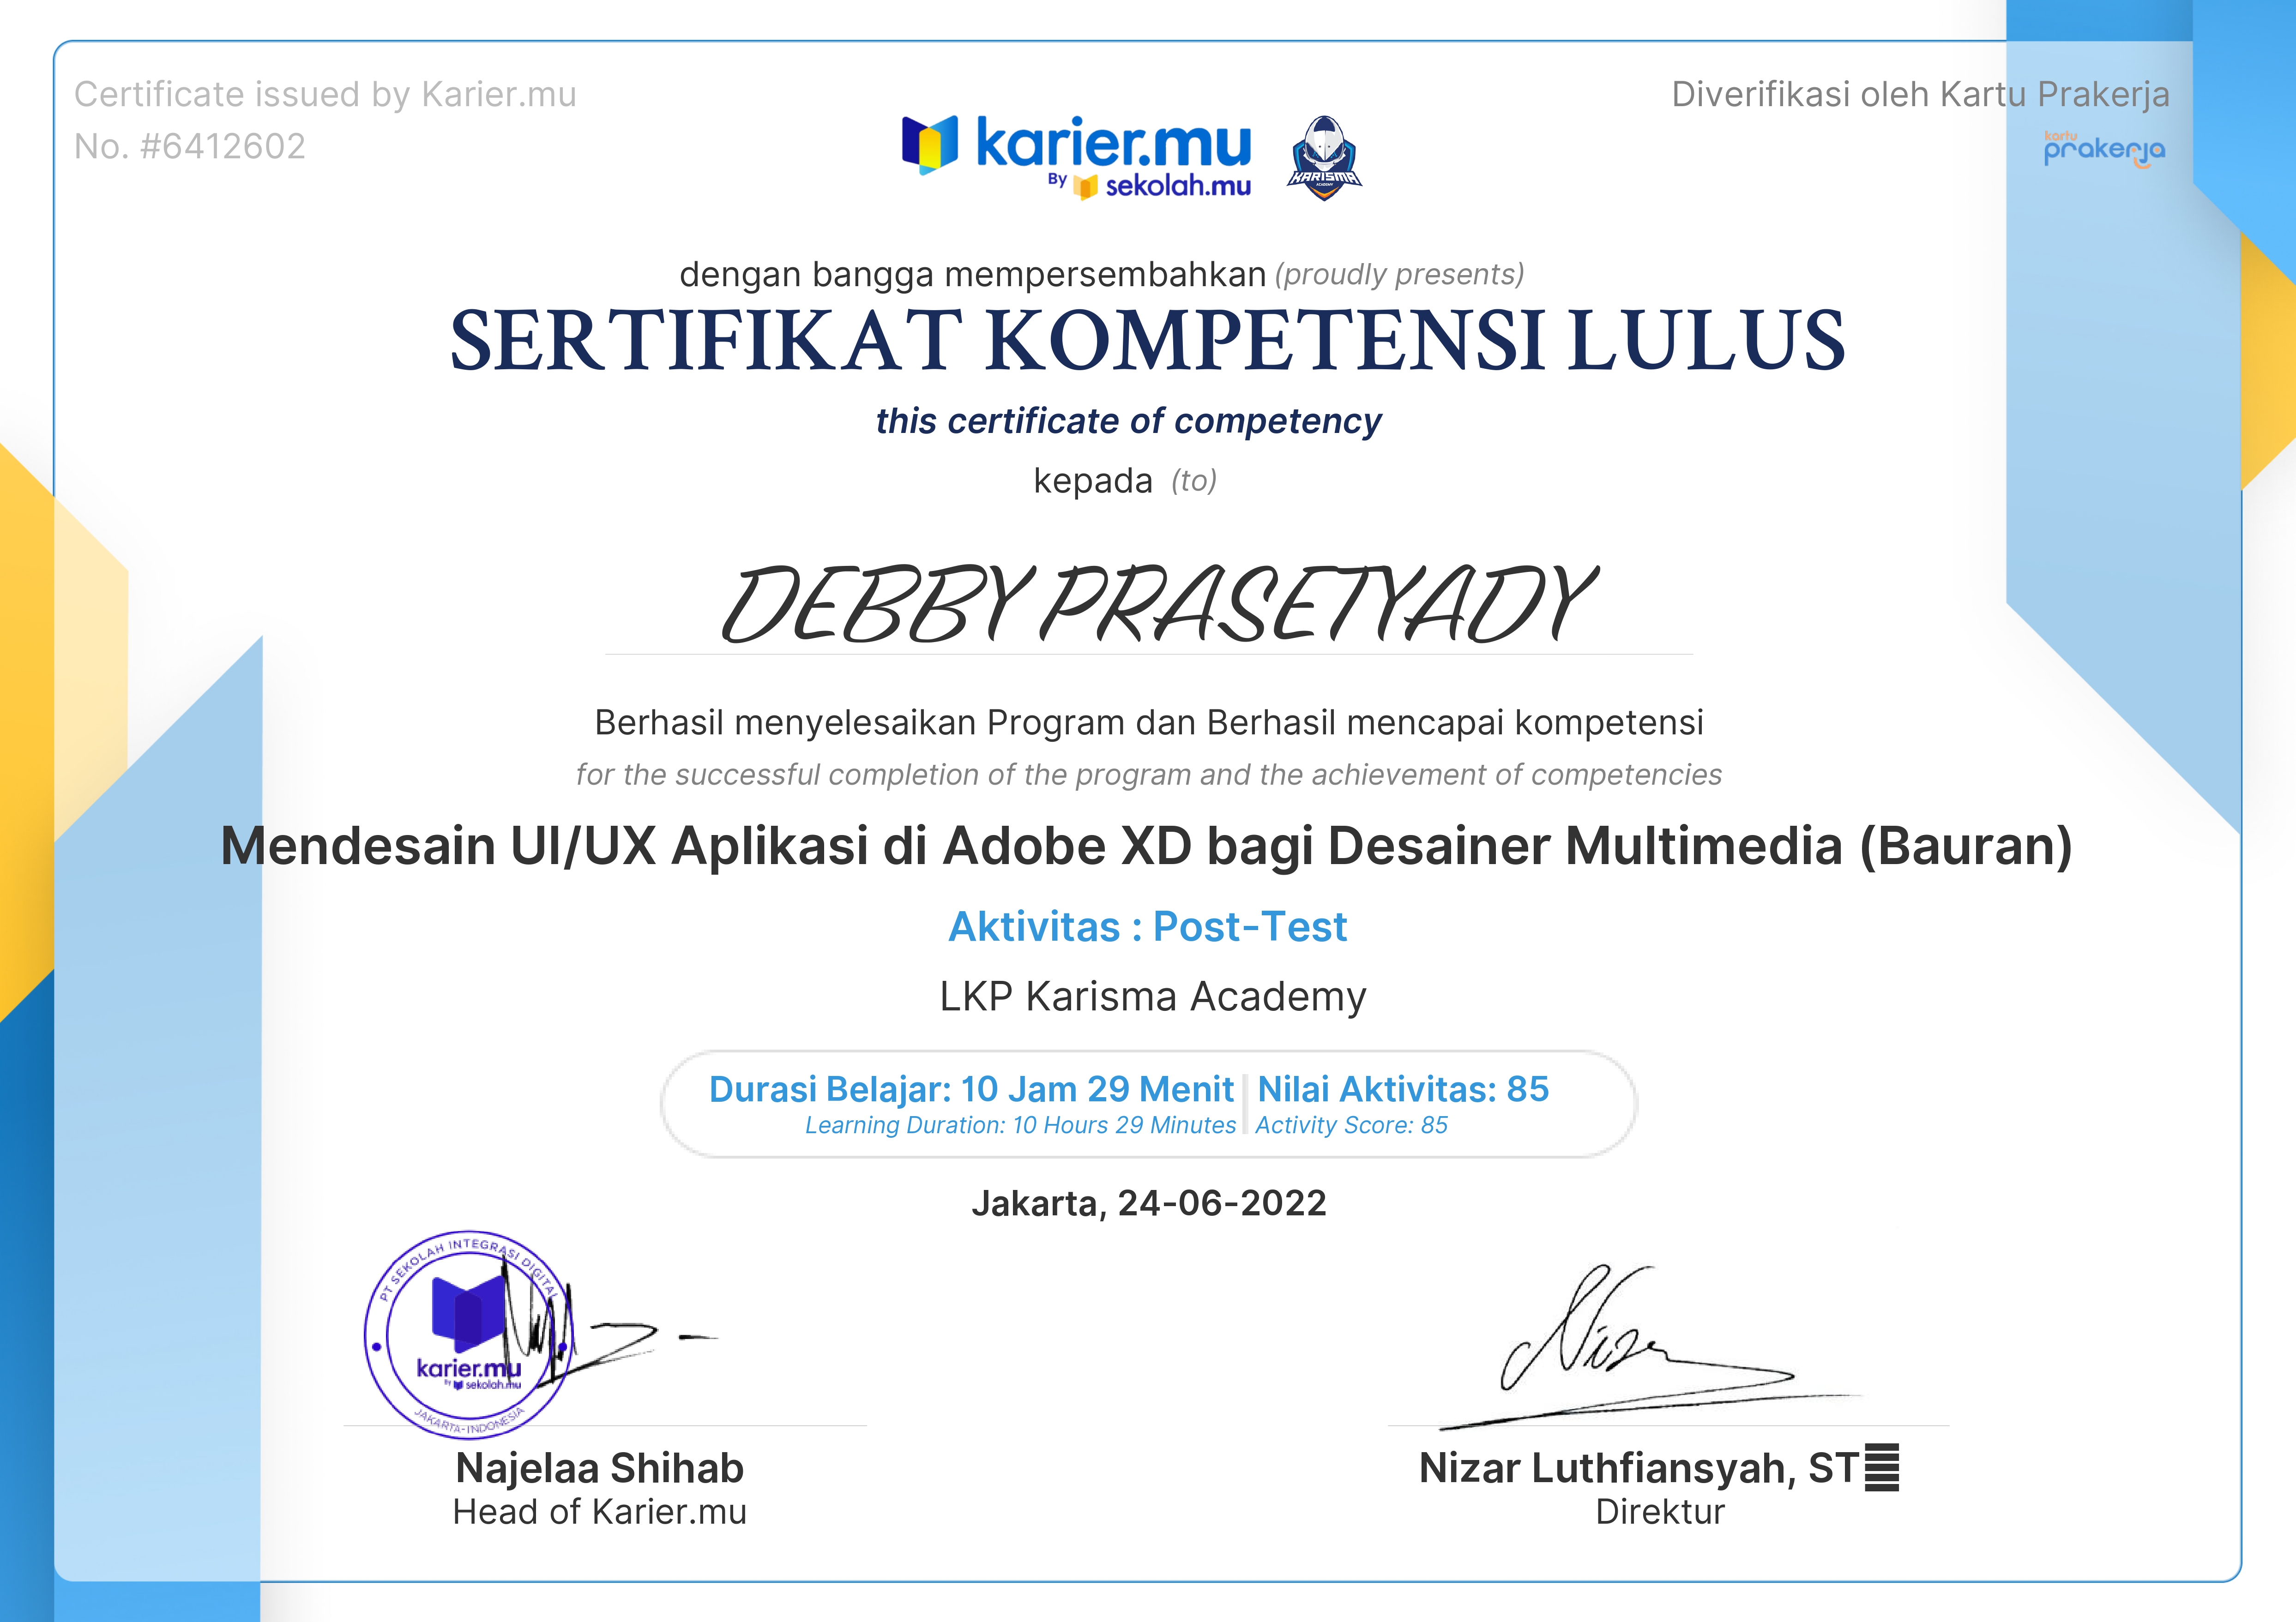 Certificate issued by Karier.mu
No. #6412602
Diverifikasi oleh Kartu Prakerja
kartu
prakerja
karier.mu
By sekolah.mu
KARISMA
ACADEMY
dengan bangga mempersembahkan (proudly presents)
SERTIFIKAT KOMPETENSI LULUS
this certificate of competency
kepada (to)
DEBBY PRASETYADY
Berhasil menyelesaikan Program dan Berhasil mencapai kompetensi
for the successful completion of the program and the achievement of competencies
Mendesain UI/UX Aplikasi di Adobe XD bagi Desainer Multimedia (Bauran)
Aktivitas : Post-Test
LKP Karisma Academy
Durasi Belajar: 10 Jam 29 Menit Nilai Aktivitas: 85
Learning Duration: 10 Hours 29 Minutes Activity Score: 85
Jakarta, 24-06-2022
PT SEKOLAH INTEGRASI DIGITAL
karier.mu
by sekolah.mu
JAKARTA-INDONESIA
Najelaa Shihab
Head of Karier.mu
Nizar Luthfiansyah, ST
Direktur